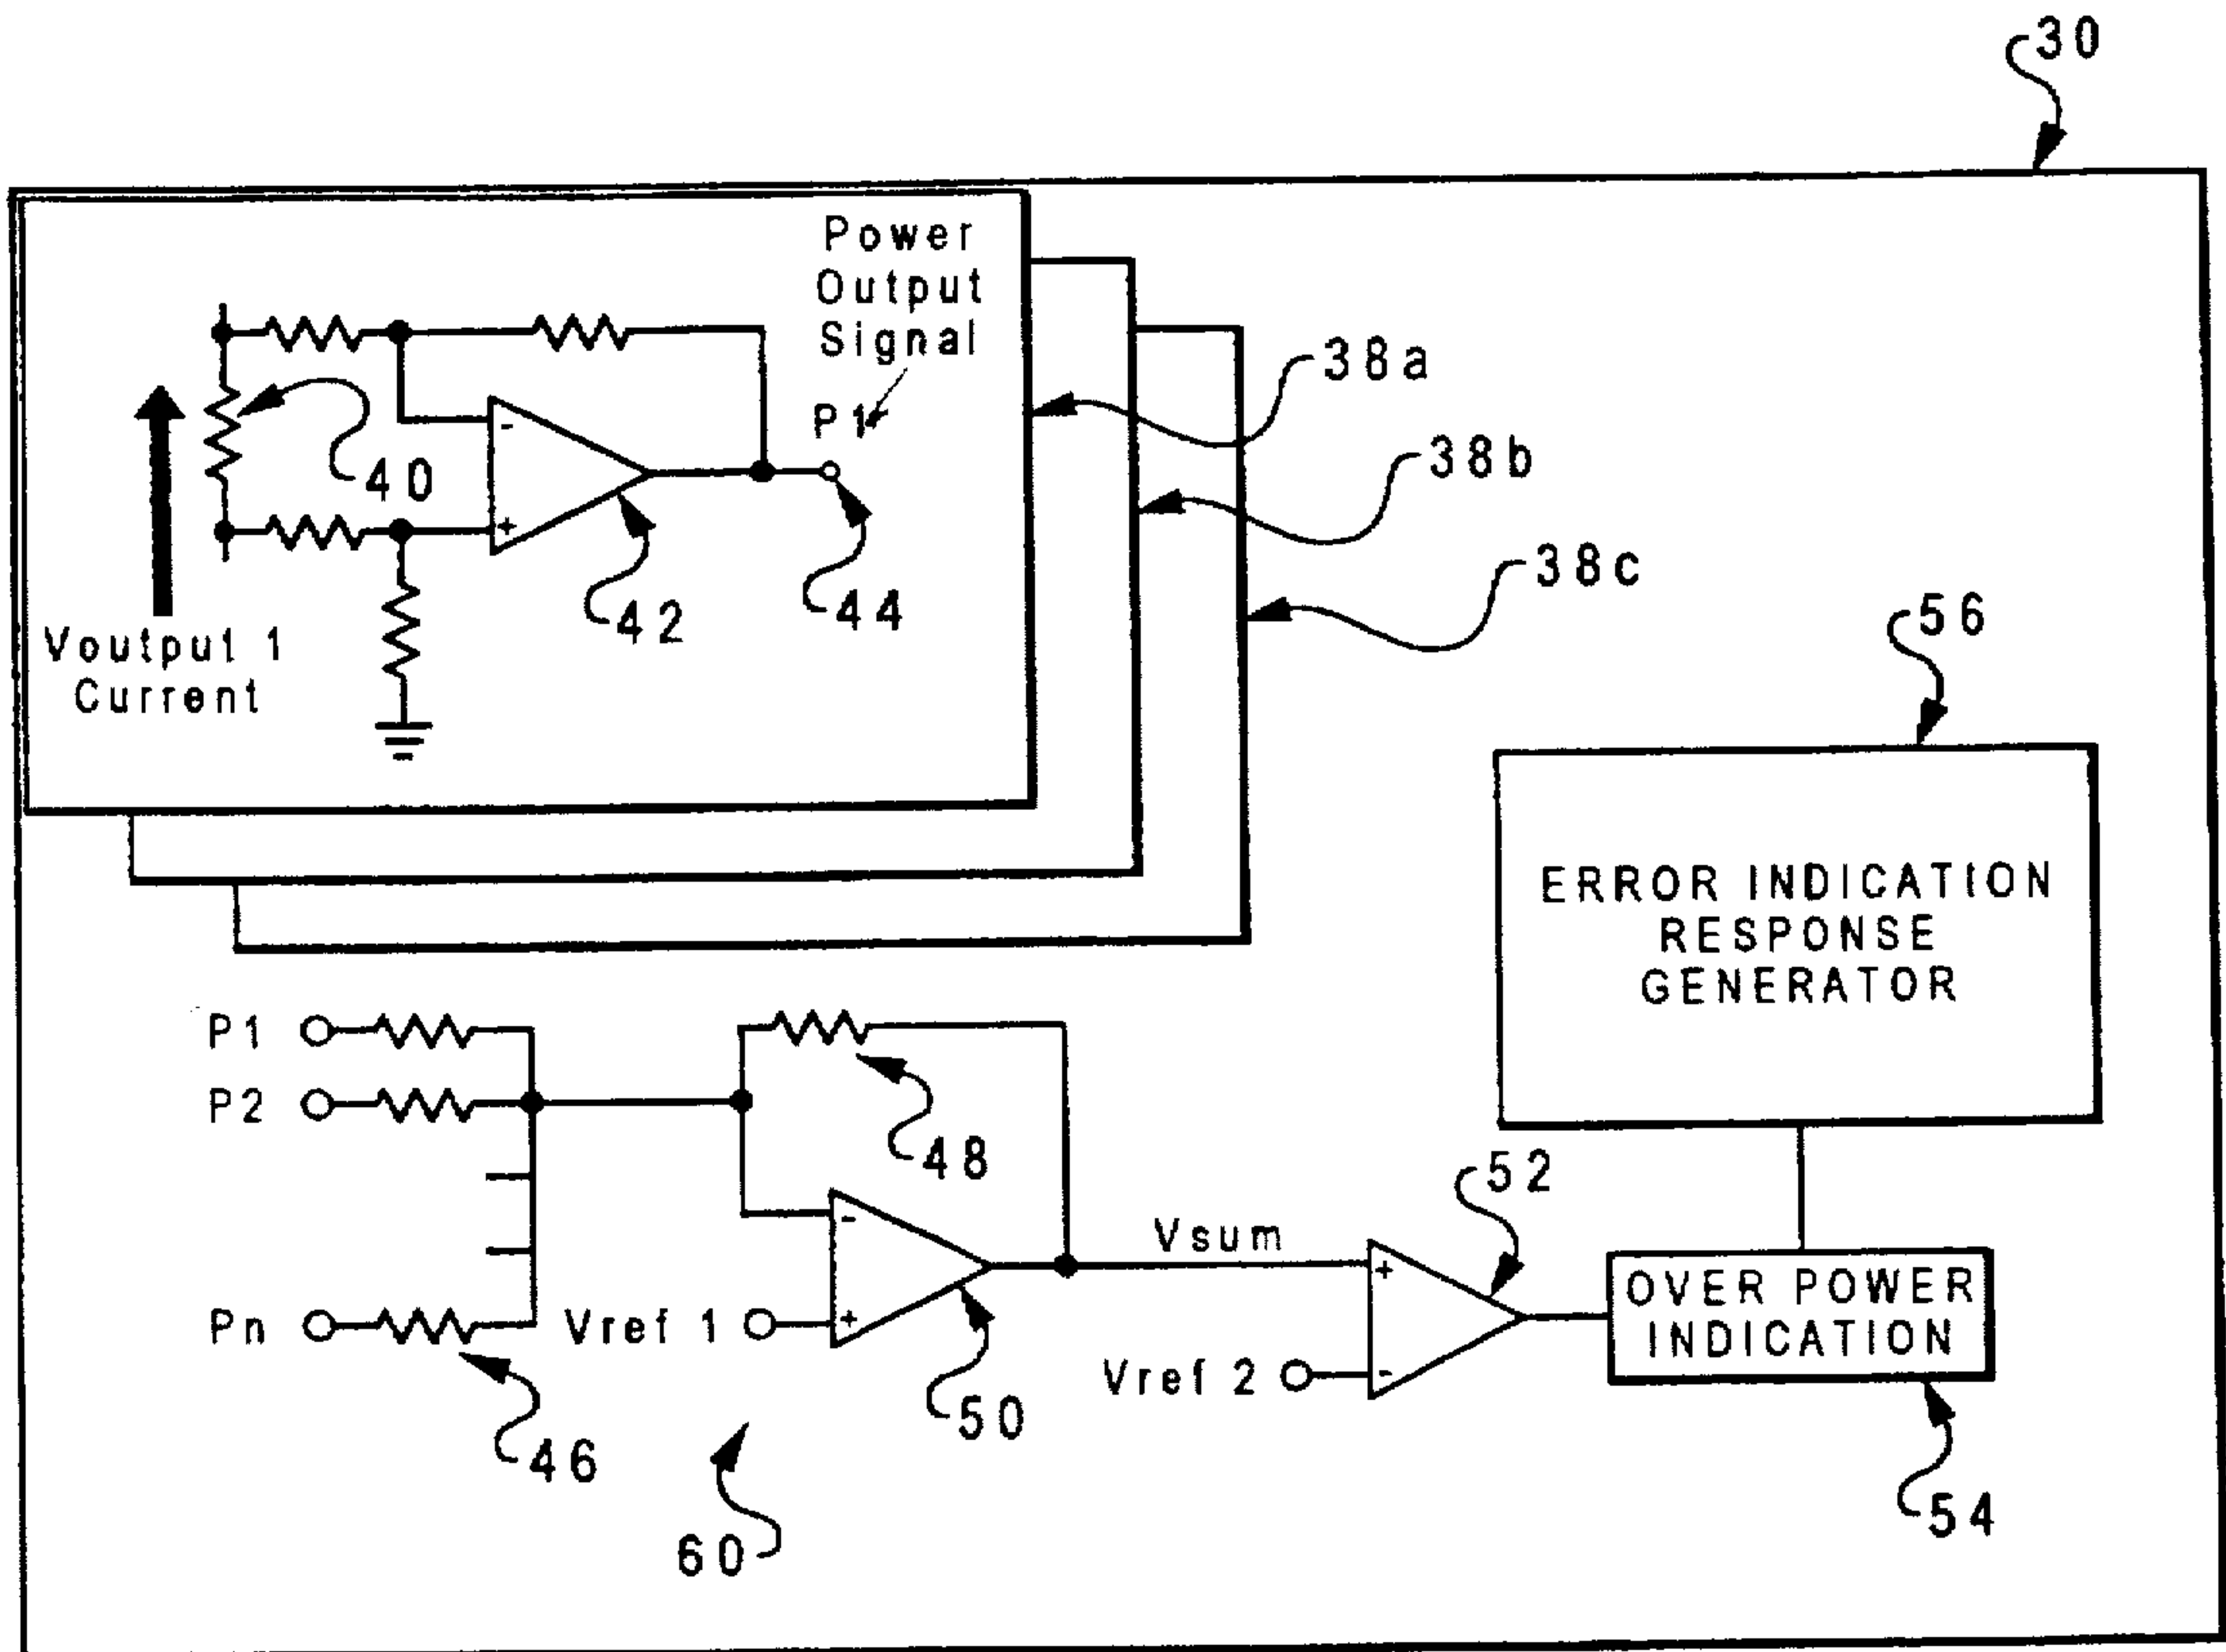 30
Power
Output
Signal
P1
38a
38b
38c
40
42
44
Voutput 1
Current
-
+
56
ERROR INDICATION
RESPONSE
GENERATOR
P1
P2
48
52
-
Vsum
+
OVER POWER
INDICATION
Pn
Vref 1
+
Vref 2
-
50
46
54
60